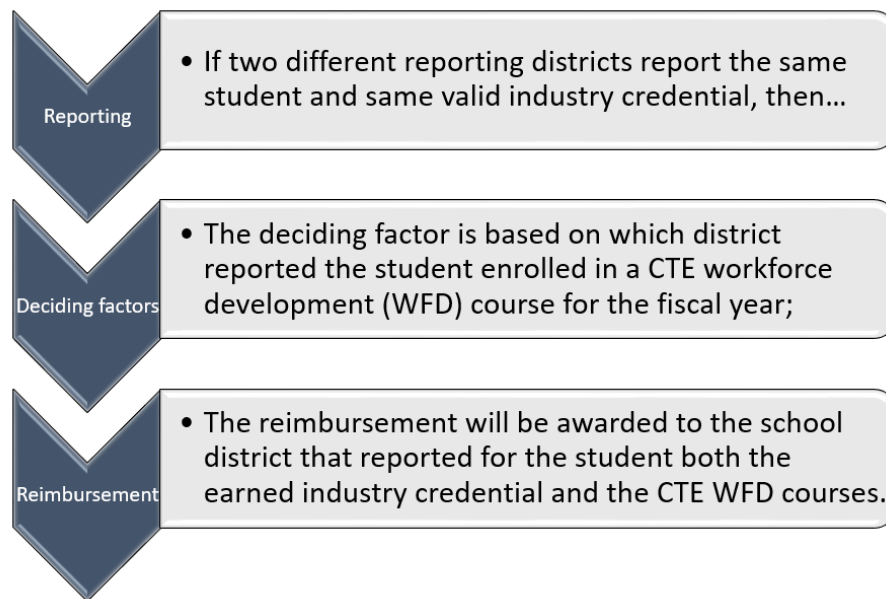 Reporting
• If two different reporting districts report the same
student and same valid industry credential, then…
Deciding factors
• The deciding factor is based on which district
reported the student enrolled in a CTE workforce
development (WFD) course for the fiscal year;
Reimbursement
• The reimbursement will be awarded to the school
district that reported for the student both the
earned industry credential and the CTE WFD courses.